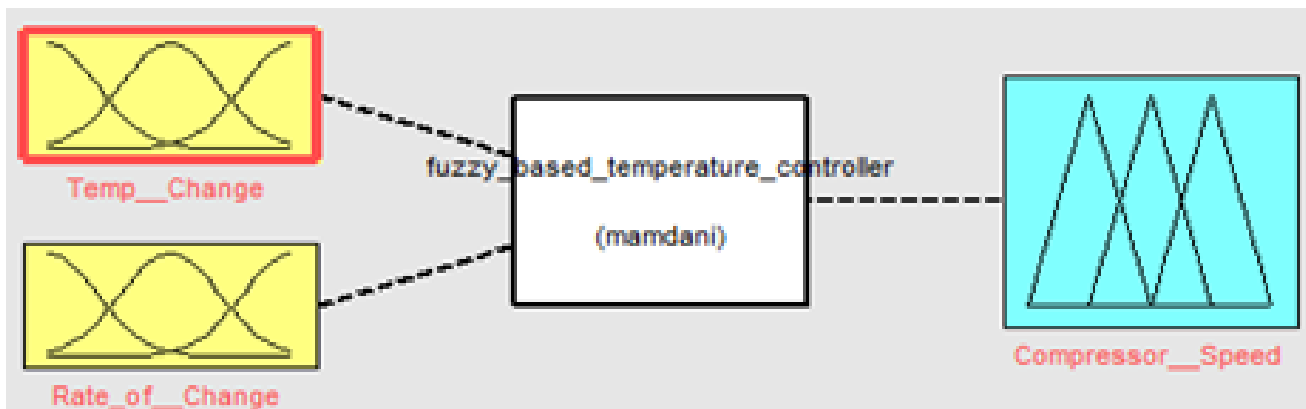 Temp__Change
Rate_of__Change
fuzzy_based_temperature_controller
(mamdani)
Compressor__Speed